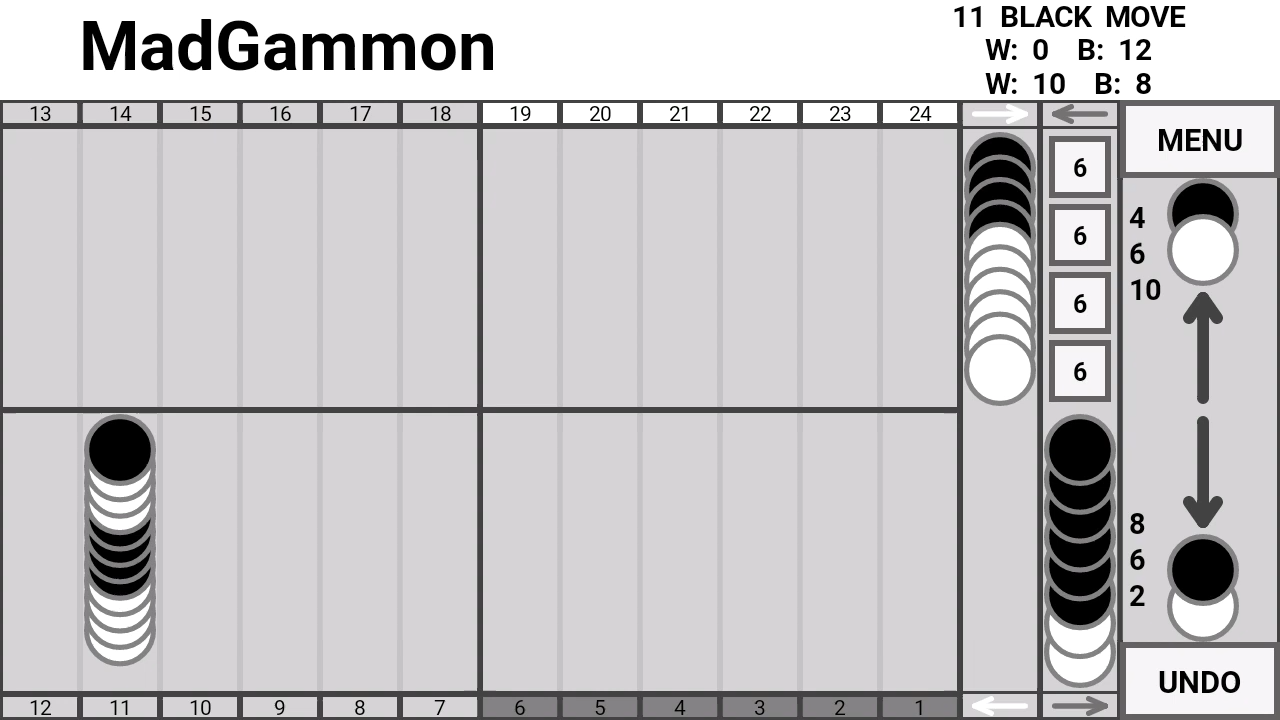 MadGammon
11 BLACK MOVE
W: 0 B: 12
W: 10 B: 8
13 14 15 16 17 18 19 20 21 22 23 24
MENU
6
6
6
6
4
6
10
8
6
2
UNDO
12 11 10 9 8 7 6 5 4 3 2 1